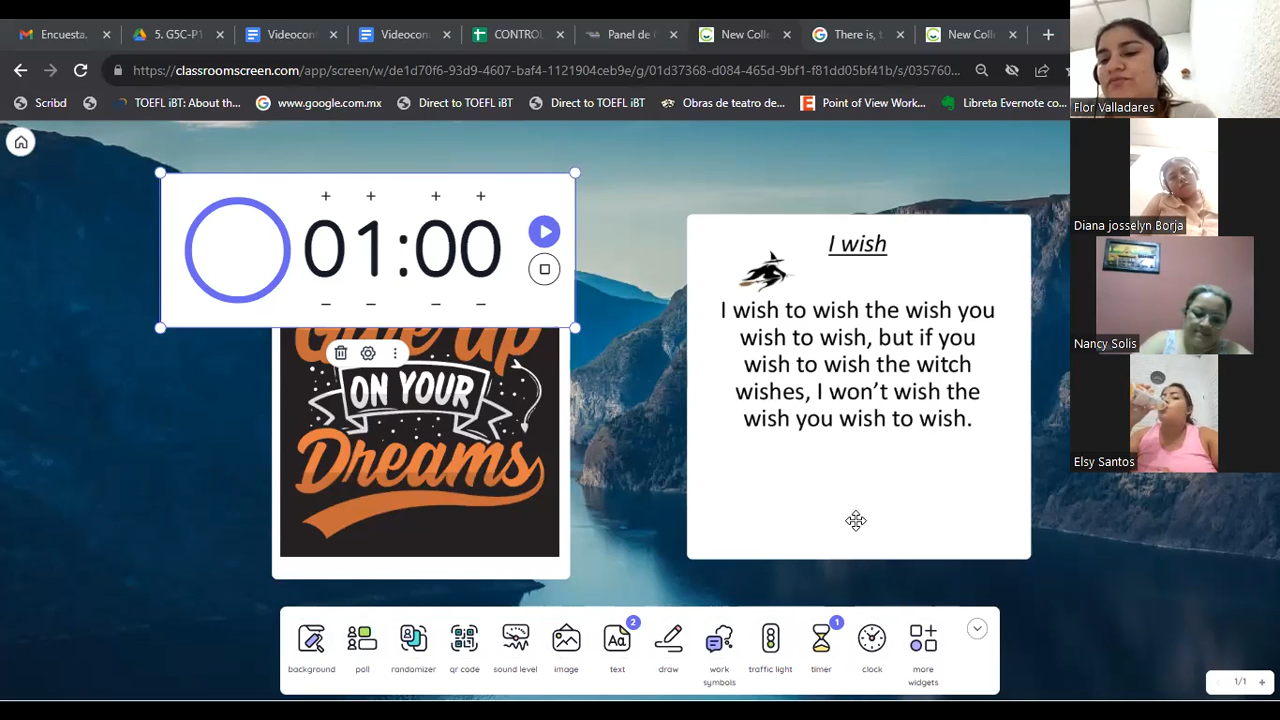 Encuesta.
5. G5C-P1
Videocon
Videocon
CONTROL
Panel de
New Colle
There is, t
New Colle
https://classroomscreen.com/app/screen/w/de1d70f6-93d9-4607-baf4-1121904ceb9e/g/01d37368-d084-465d-9bf1-f81dd05bf41b/s/035760...
Scribd
TOEFL iBT: About th...
www.google.com.mx
Direct to TOEFL iBT
Direct to TOEFL iBT
Obras de teatro de...
Point of View Work...
Libreta Evernote co...
Flor Valladares
Diana josselyn Borja
Nancy Solis
Elsy Santos
01:00
Give up
ON YOUR
Dreams
I wish
I wish to wish the wish you
wish to wish, but if you
wish to wish the witch
wishes, I won’t wish the
wish you wish to wish.
2
1
background
poll
randomizer
qr code
sound level
image
text
draw
work
symbols
traffic light
timer
clock
more
widgets
1/1